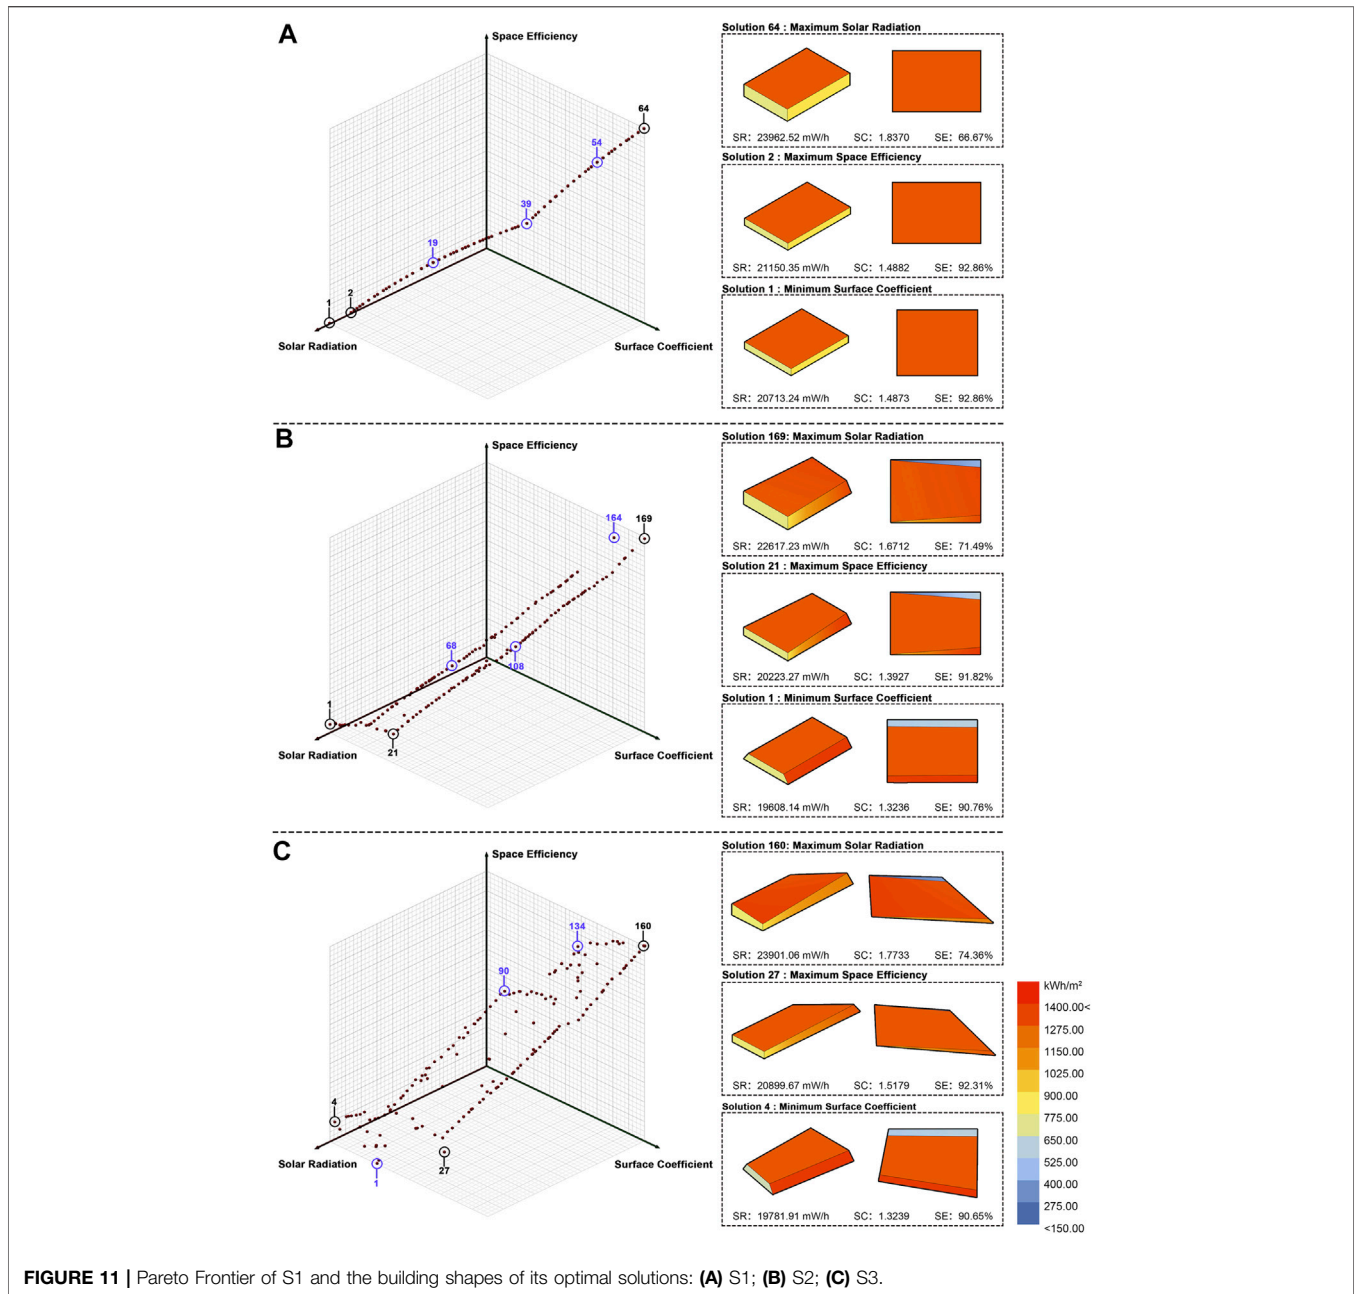 A
Space Efficiency
64
54
39
19
2
1
Solar Radiation
Surface Coefficient
Solution 64 : Maximum Solar Radiation
SR: 23962.52 mW/h SC: 1.8370 SE: 66.67%
Solution 2 : Maximum Space Efficiency
SR: 21150.35 mW/h SC: 1.4882 SE: 92.86%
Solution 1 : Minimum Surface Coefficient
SR: 20713.24 mW/h SC: 1.4873 SE: 92.86%
B
Space Efficiency
164
169
68
108
1
21
Solar Radiation
Surface Coefficient
Solution 169: Maximum Solar Radiation
SR: 22617.23 mW/h SC: 1.6712 SE: 71.49%
Solution 21 : Maximum Space Efficiency
SR: 20223.27 mW/h SC: 1.3927 SE: 91.82%
Solution 1 : Minimum Surface Coefficient
SR: 19608.14 mW/h SC: 1.3236 SE: 90.76%
C
Space Efficiency
134
160
90
4
27
1
Solar Radiation
Surface Coefficient
Solution 160: Maximum Solar Radiation
SR: 23901.06 mW/h SC: 1.7733 SE: 74.36%
Solution 27 : Maximum Space Efficiency
SR: 20899.67 mW/h SC: 1.5179 SE: 92.31%
Solution 4 : Minimum Surface Coefficient
SR: 19781.91 mW/h SC: 1.3239 SE: 90.65%
kWh/m²
1400.00<
1275.00
1150.00
1025.00
900.00
775.00
650.00
525.00
400.00
275.00
<150.00
FIGURE 11 | Pareto Frontier of S1 and the building shapes of its optimal solutions: (A) S1; (B) S2; (C) S3.